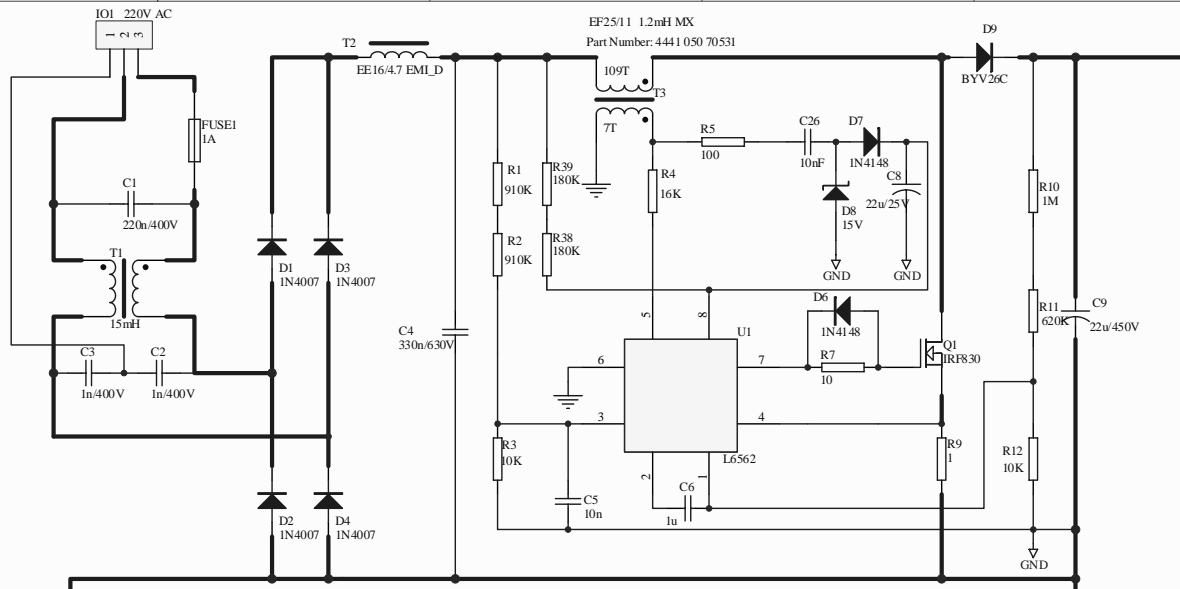 IO1 220V AC
1
2
3
FUSE1
1A
C1
220n/400V
T1
15mH
C3
1n/400V
C2
1n/400V
D1
1N4007
D3
1N4007
D2
1N4007
D4
1N4007
T2
EE16/4.7 EMI_D
C4
330n/630V
EF25/11 1.2mH MX
Part Number: 4441 050 70531
109T
T3
7T
R1
910K
R39
180K
R2
910K
R38
180K
R4
16K
R5
100
C26
10nF
D7
1N4148
C8
22u/25V
D8
15V
GND
GND
D6
1N4148
R7
10
U1
L6562
5
8
6
7
3
4
2
1
R3
10K
C5
10n
C6
1u
Q1
IRF830
R9
1
D9
BYV26C
R10
1M
R11
620K
C9
22u/450V
R12
10K
GND